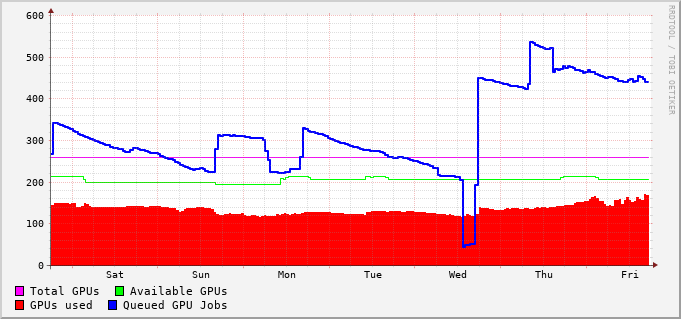 600
500
400
300
200
100
0
Sat Sun Mon Tue Wed Thu Fri
Total GPUs Available GPUs
GPUs used Queued GPU Jobs
RRDTOOL / TOBI OETIKER